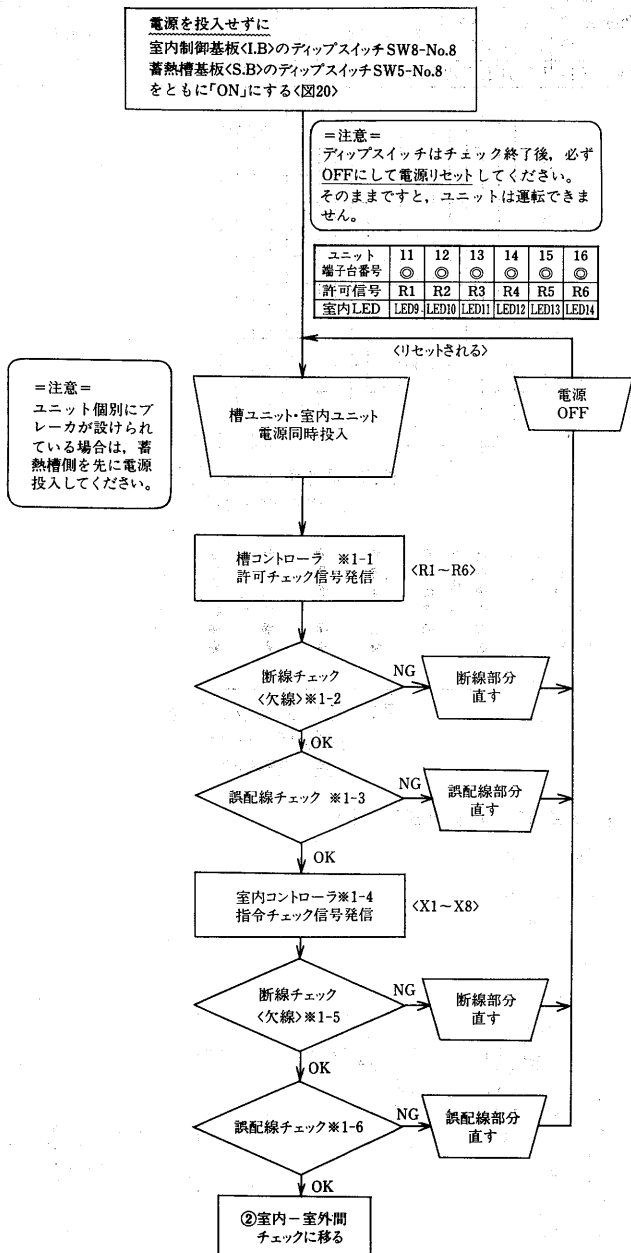 電源を投入せずに
室内制御基板<I.B>のディップスイッチSW8-No.8
蓄熱槽基板<S.B>のディップスイッチSW5-No.8
をともに「ON」にする<図20>
=注意=
ディップスイッチはチェック終了後，必ず
OFFにして電源リセットしてください。
そのままですと，ユニットは運転できま
せん。
ユニット 11 12 13 14 15 16
端子台番号 ◎ ◎ ◎ ◎ ◎ ◎
許可信号 R1 R2 R3 R4 R5 R6
室内LED LED9 LED10 LED11 LED12 LED13 LED14
<リセットされる>
=注意=
ユニット個別にブ
レーカが設けられ
ている場合は，蓄
熱槽側を先に電源
投入してください。
槽ユニット・室内ユニット
電源同時投入
電源
OFF
槽コントローラ ※1-1
許可チェック信号発信
<R1～R6>
断線チェック
<欠線>※1-2
NG
断線部分
直す
OK
誤配線チェック ※1-3
NG
誤配線部分
直す
OK
室内コントローラ※1-4
指令チェック信号発信
<X1～X8>
断線チェック
<欠線>※1-5
NG
断線部分
直す
OK
誤配線チェック※1-6
NG
誤配線部分
直す
OK
②室内－室外間
チェックに移る